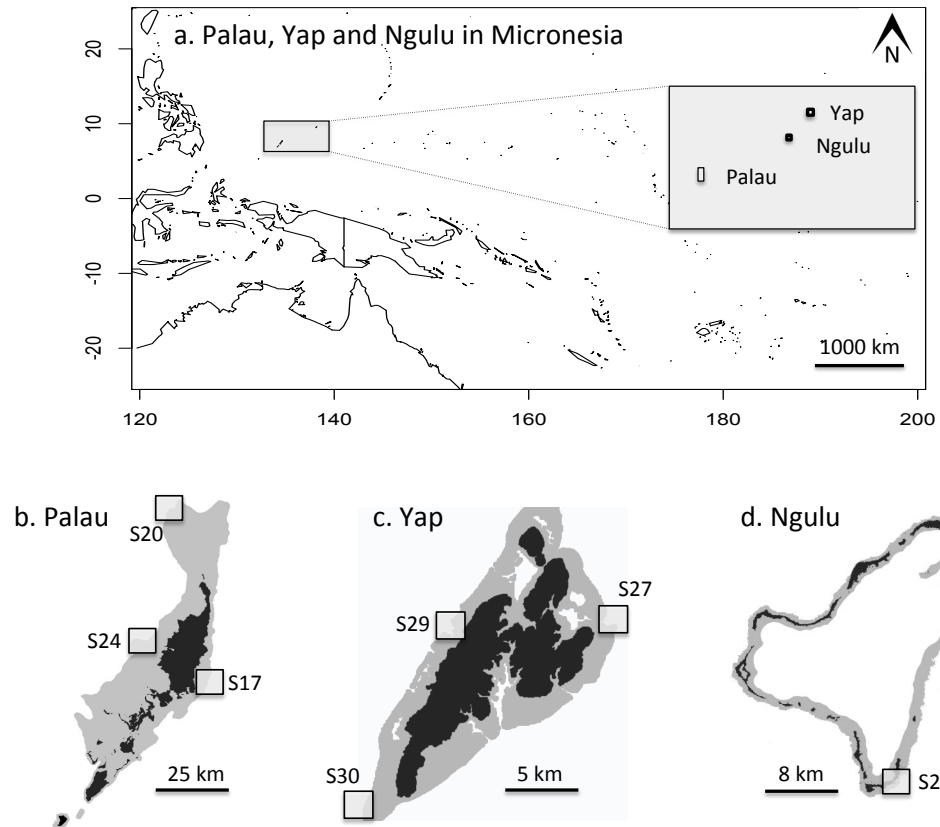 a. Palau, Yap and Ngulu in Micronesia
N
20
10
0
-10
-20
Yap
Ngulu
Palau
1000 km
120
140
160
180
200
b. Palau
c. Yap
d. Ngulu
S20
S27
S29
S24
S17
S30
25 km
5 km
8 km
S2